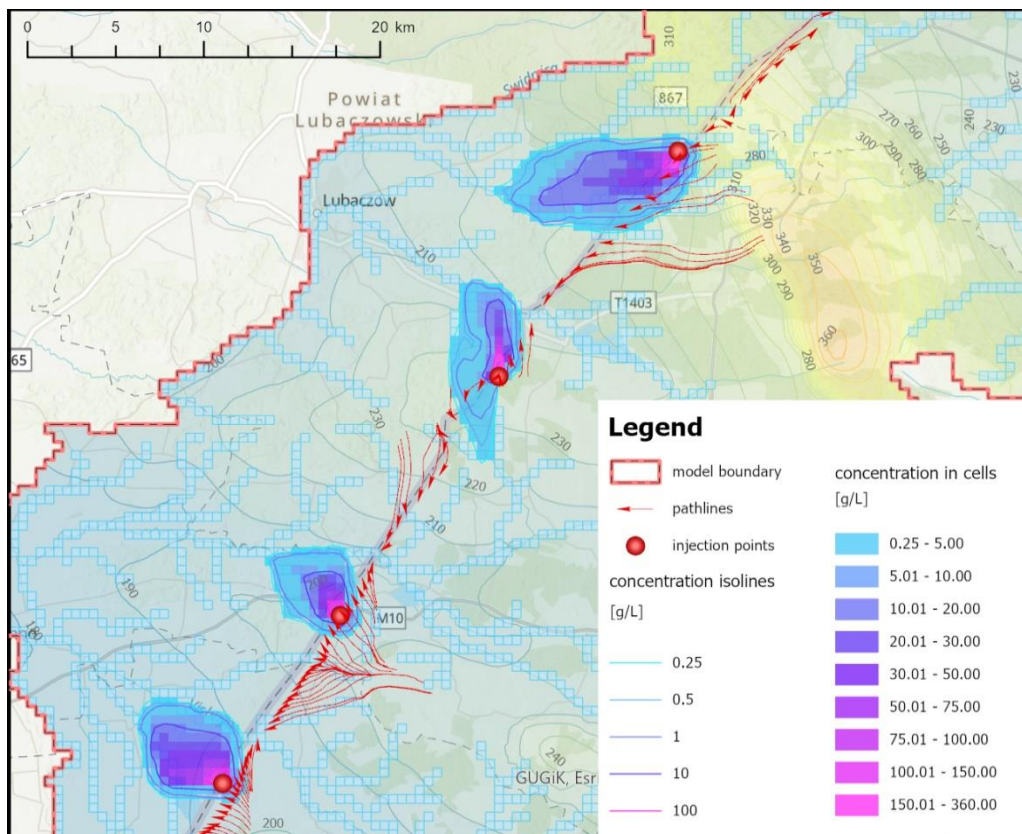 0 5 10 20 km
310
Świdnica
230
Powiat
Lubaczowski
867
270
260
240
230
300
250
290
280
280
310
Lubaczów
330
320
340
210
300
350
290
T1403
360
65
200
280
230
230
220
210
200
190
M10
180
240
GUGiK, Esr
200
Legend
model boundary
pathlines
injection points
concentration isolines
[g/L]
0.25
0.5
1
10
100
concentration in cells
[g/L]
0.25 - 5.00
5.01 - 10.00
10.01 - 20.00
20.01 - 30.00
30.01 - 50.00
50.01 - 75.00
75.01 - 100.00
100.01 - 150.00
150.01 - 360.00